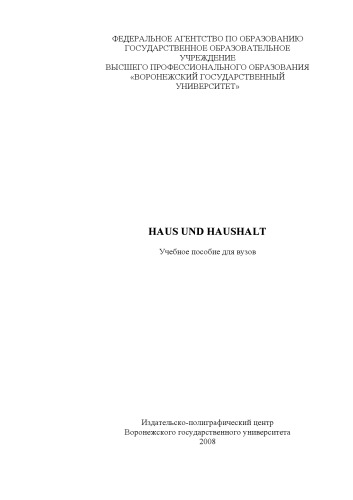 ФЕДЕРАЛЬНОЕ АГЕНТСТВО ПО ОБРАЗОВАНИЮ
ГОСУДАРСТВЕННОЕ ОБРАЗОВАТЕЛЬНОЕ
УЧРЕЖДЕНИЕ
ВЫСШЕГО ПРОФЕССИОНАЛЬНОГО ОБРАЗОВАНИЯ
«ВОРОНЕЖСКИЙ ГОСУДАРСТВЕННЫЙ
УНИВЕРСИТЕТ»
HAUS UND HAUSHALT
Учебное пособие для вузов
Издательско-полиграфический центр
Воронежского государственного университета
2008